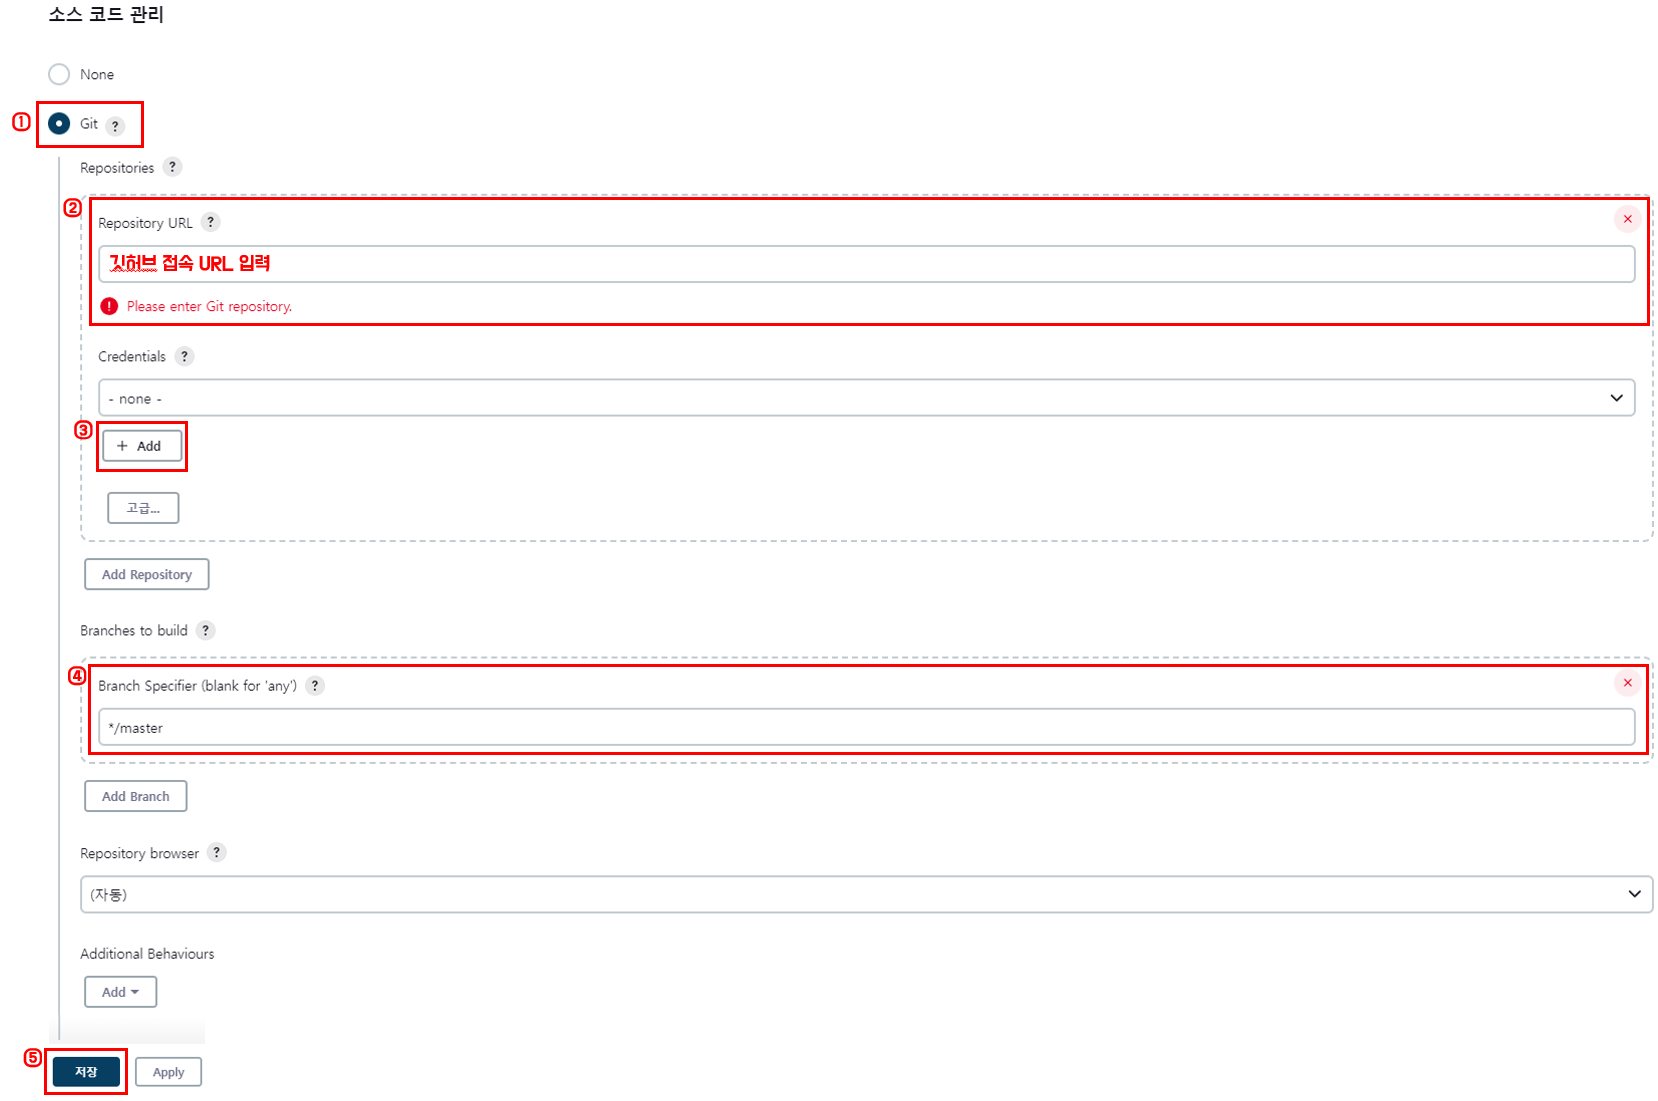 소스 코드 관리
None
① Git ?
Repositories ?
② Repository URL ?
깃허브 접속 URL 입력
! Please enter Git repository.
Credentials ?
- none -
③ + Add
고급...
Add Repository
Branches to build ?
④ Branch Specifier (blank for 'any') ?
*/master
Add Branch
Repository browser ?
(자동)
Additional Behaviours
Add
⑤ 저장 Apply